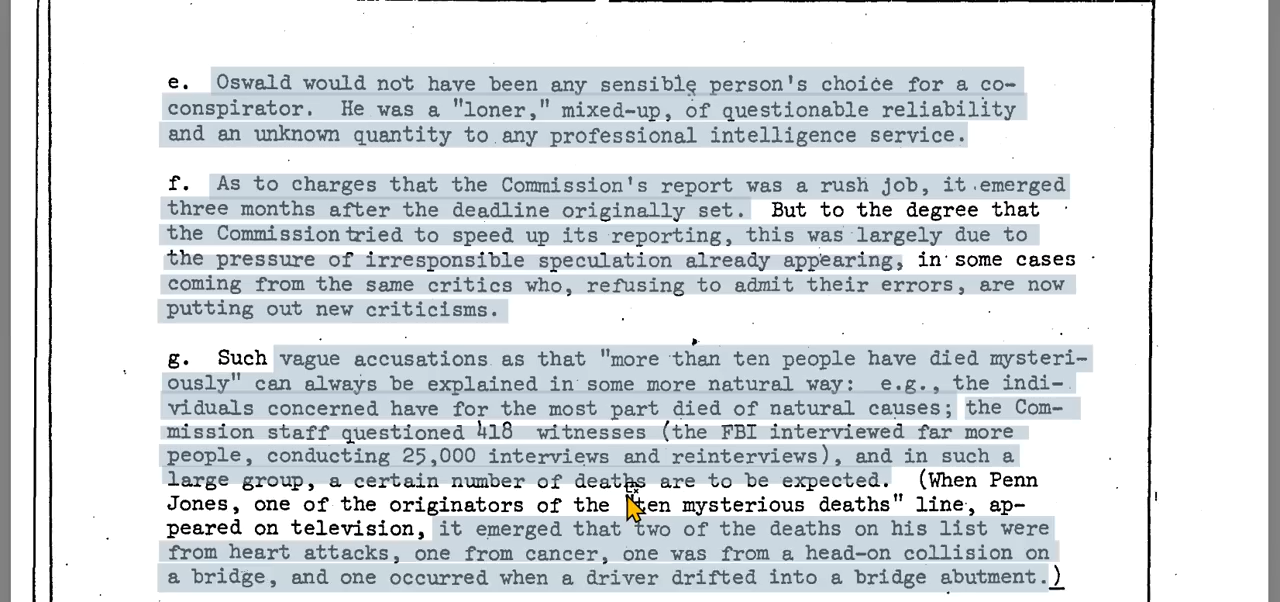 e. Oswald would not have been any sensible person's choice for a co-
conspirator. He was a "loner," mixed-up, of questionable reliability
and an unknown quantity to any professional intelligence service.
f. As to charges that the Commission's report was a rush job, it emerged
three months after the deadline originally set. But to the degree that
the Commission tried to speed up its reporting, this was largely due to
the pressure of irresponsible speculation already appearing, in some cases
coming from the same critics who, refusing to admit their errors, are now
putting out new criticisms.
g. Such vague accusations as that "more than ten people have died mysteri-
ously" can always be explained in some more natural way: e.g., the indi-
viduals concerned have for the most part died of natural causes; the Com-
mission staff questioned 418 witnesses (the FBI interviewed far more
people, conducting 25,000 interviews and reinterviews), and in such a
large group, a certain number of deaths are to be expected. (When Penn
Jones, one of the originators of the "ten mysterious deaths" line, ap-
peared on television, it emerged that two of the deaths on his list were
from heart attacks, one from cancer, one was from a head-on collision on
a bridge, and one occurred when a driver drifted into a bridge abutment.)